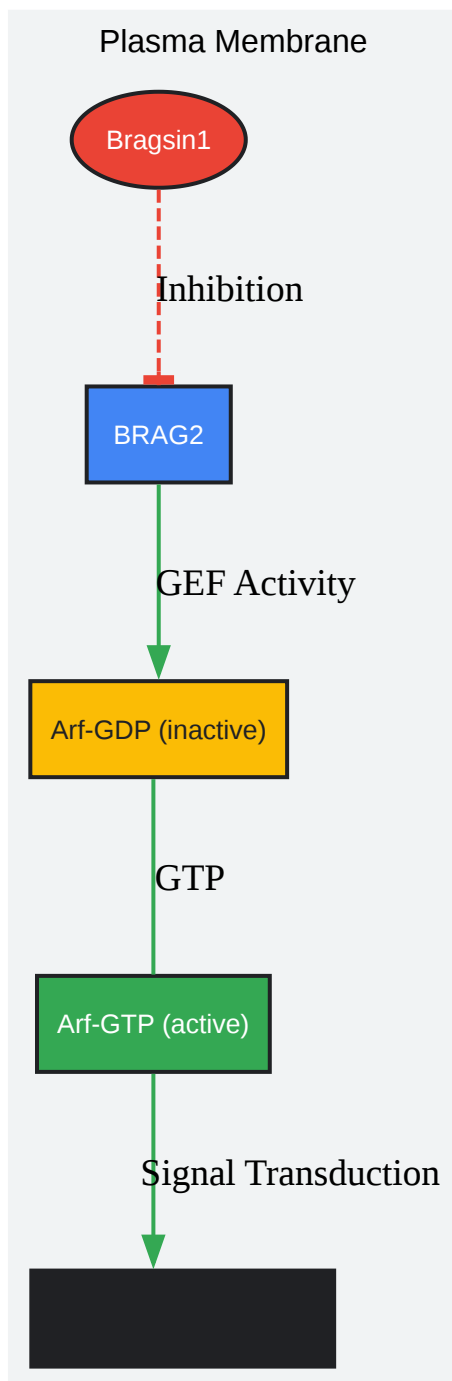 Plasma Membrane
Bragsin1
Inhibition
BRAG2
GEF Activity
Arf-GDP (inactive)
GTP
Arf-GTP (active)
Signal Transduction